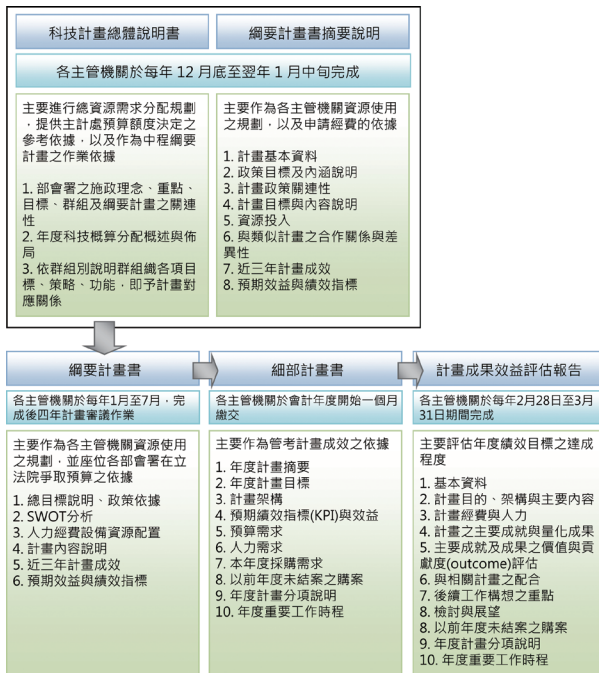 科技計畫總體說明書
綱要計畫書摘要說明
各主管機關於每年 12 月底至翌年 1 月中旬完成
主要進行總資源需求分配規劃
，提供主計處預算額度決定之
參考依據，以及作為中程綱要
計畫之作業依據
1. 部會署之施政理念、重點、
目標、群組及綱要計畫之關連
性
2. 年度科技概算分配概述與佈
局
3. 依群組別說明群組織各項目
標、策略、功能，即予計畫對
應關係
主要作為各主管機關資源使用
之規劃，以及申請經費的依據
1. 計畫基本資料
2. 政策目標及內涵說明
3. 計畫政策關連性
4. 計畫目標與內容說明
5. 資源投入
6. 與類似計畫之合作關係與差
異性
7. 近三年計畫成效
8. 預期效益與績效指標
綱要計畫書
各主管機關於每年1月至7月，完
成後四年計畫審議作業
主要作為各主管機關資源使用
之規劃，並座位各部會署在立
法院爭取預算之依據
1. 總目標說明、政策依據
2. SWOT分析
3. 人力經費設備資源配置
4. 計畫內容說明
5. 近三年計畫成效
6. 預期效益與績效指標
細部計畫書
各主管機關於會計年度開始一個月
繳交
主要作為管考計畫成效之依據
1. 年度計畫摘要
2. 年度計畫目標
3. 計畫架構
4. 預期績效指標(KPI)與效益
5. 預算需求
6. 人力需求
7. 本年度採購需求
8. 以前年度未結案之購案
9. 年度計畫分項說明
10. 年度重要工作時程
計畫成果效益評估報告
各主管機關於每年2月28日至3月
31日期間完成
主要評估年度績效目標之達成
程度
1. 基本資料
2. 計畫目的、架構與主要內容
3. 計畫經費與人力
4. 計畫之主要成就與量化成果
5. 主要成就及成果之價值與貢
獻度(outcome)評估
6. 與相關計畫之配合
7. 後續工作構想之重點
8. 檢討與展望
8. 以前年度未結案之購案
9. 年度計畫分項說明
10. 年度重要工作時程